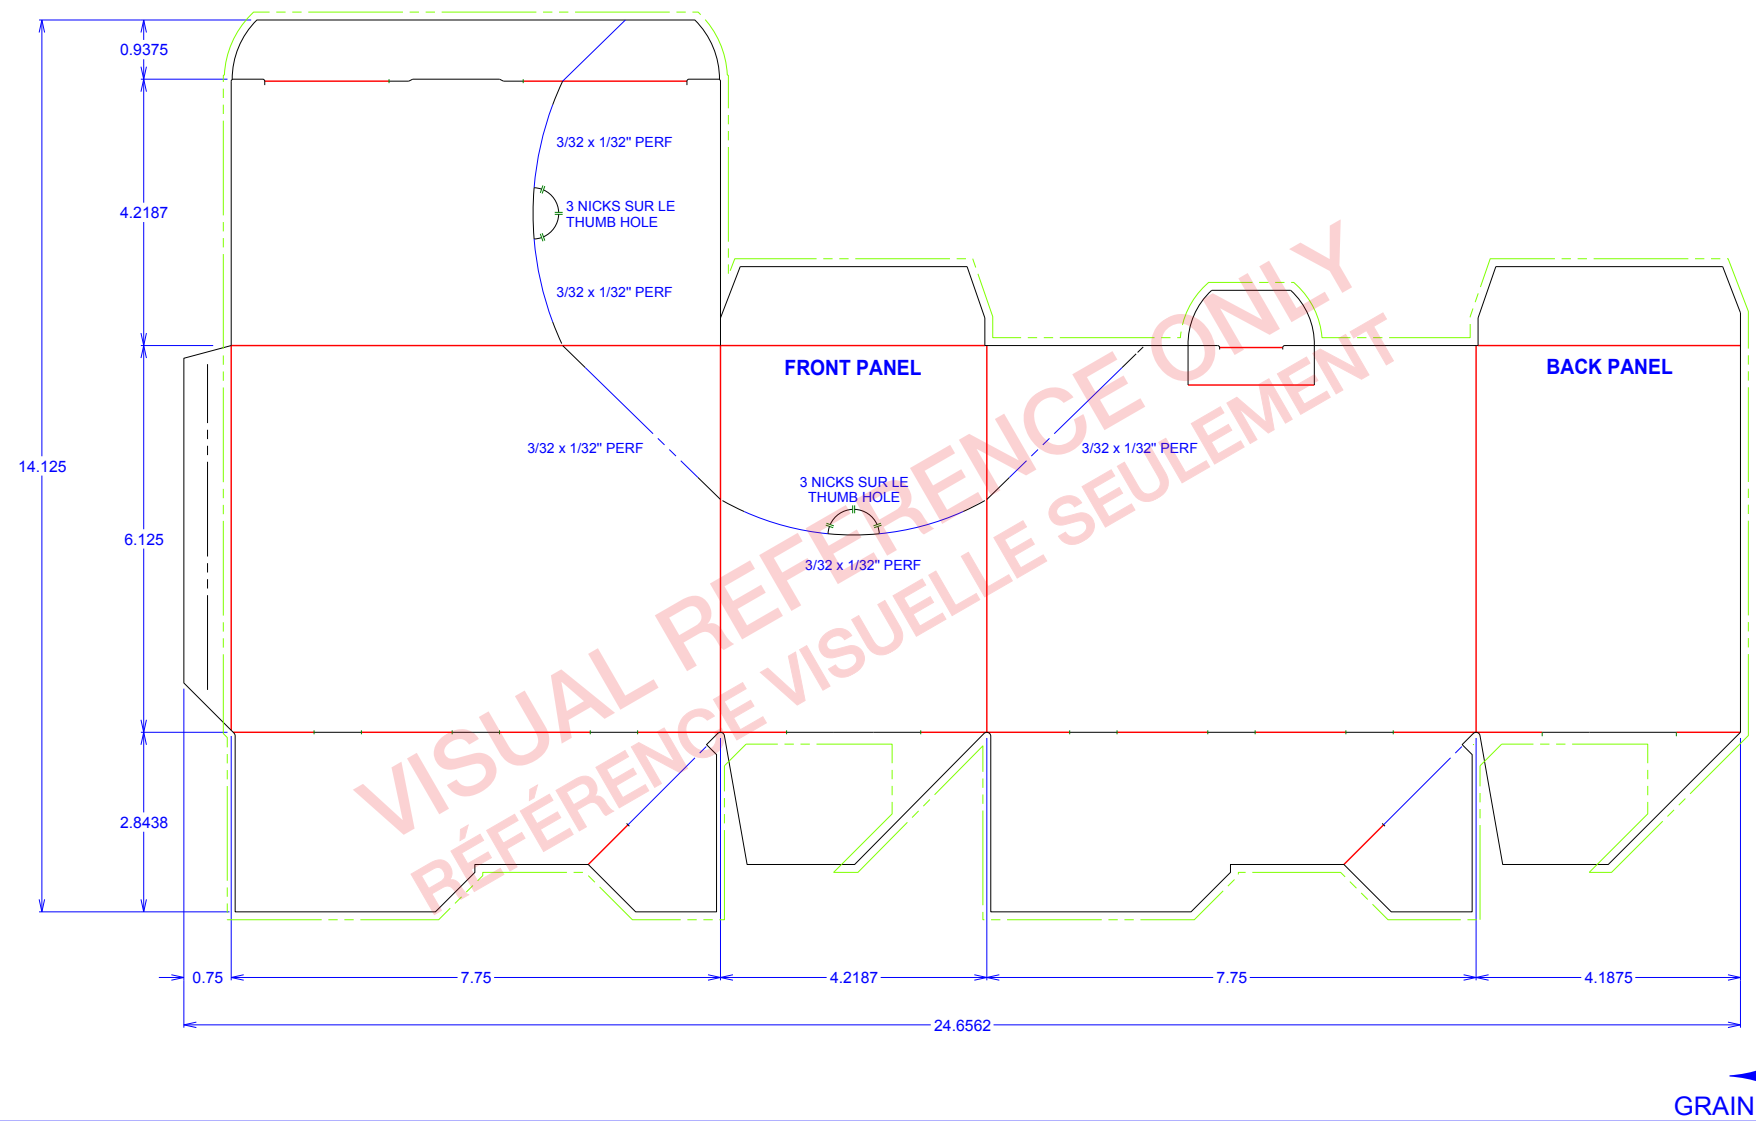 0.9375
3/32 x 1/32" PERF
4.2187
3 NICKS SUR LE
THUMB HOLE
3/32 x 1/32" PERF
FRONT PANEL
BACK PANEL
3/32 x 1/32" PERF
3/32 x 1/32" PERF
14.125
3 NICKS SUR LE
THUMB HOLE
6.125
3/32 x 1/32" PERF
VISUAL REFERENCE ONLY
RÉFÉRENCE VISUELLE SEULEMENT
2.8438
0.75
7.75
4.2187
7.75
4.1875
24.6562
GRAIN